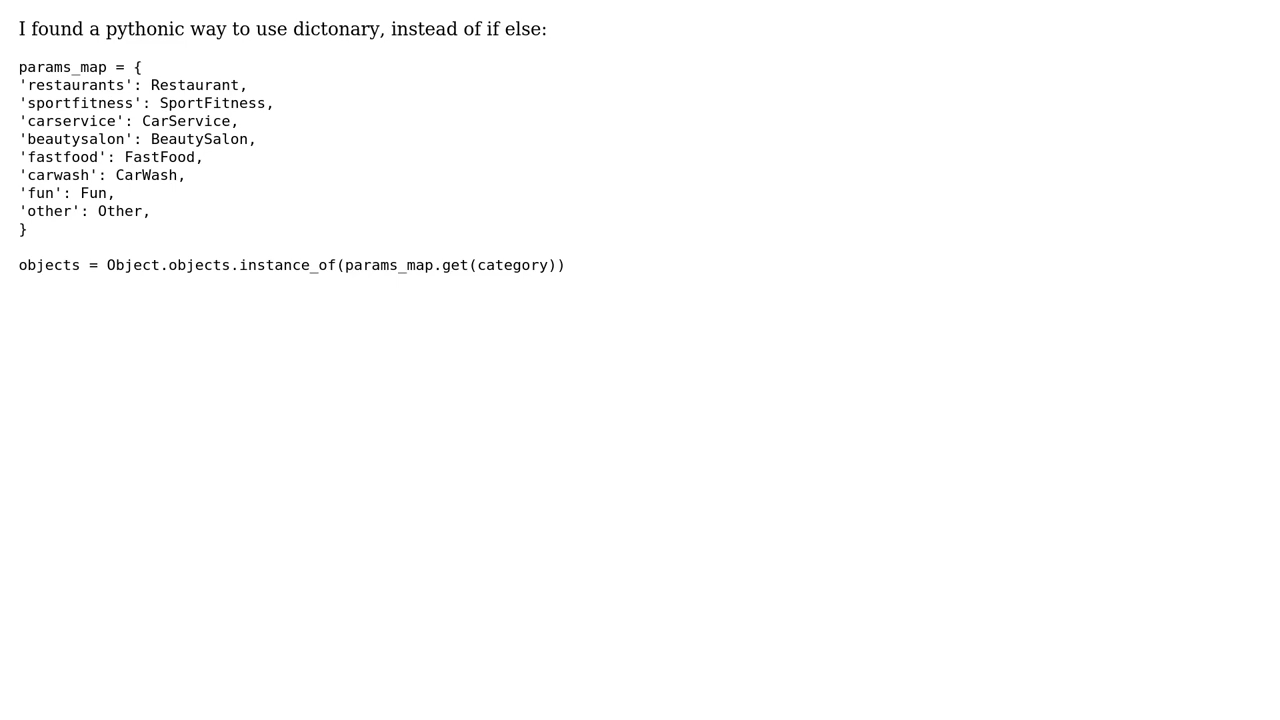 I found a pythonic way to use dictonary, instead of if else:
params_map = {
'restaurants': Restaurant,
'sportfitness': SportFitness,
'carservice': CarService,
'beautysalon': BeautySalon,
'fastfood': FastFood,
'carwash': CarWash,
'fun': Fun,
'other': Other,
}
objects = Object.objects.instance_of(params_map.get(category))